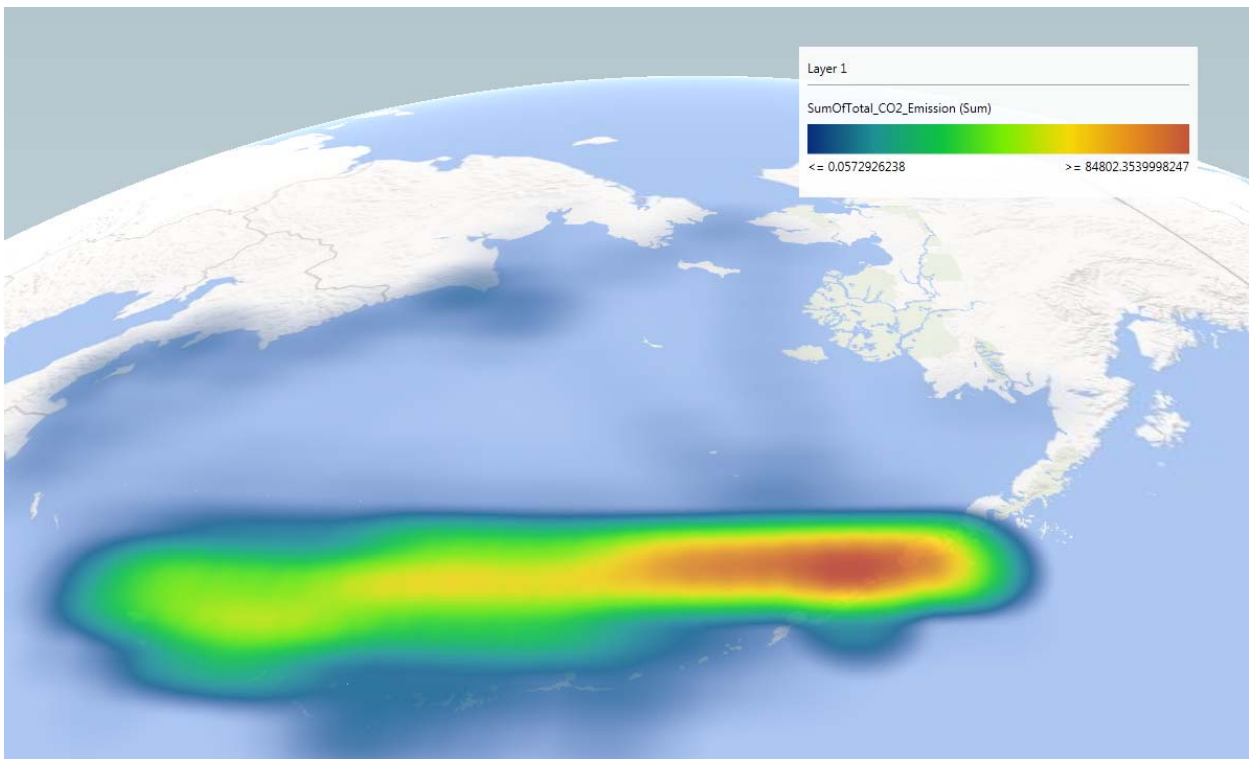 Layer 1
SumOfTotal_CO2_Emission (Sum)
<= 0.0572926238 >= 84802.3539998247